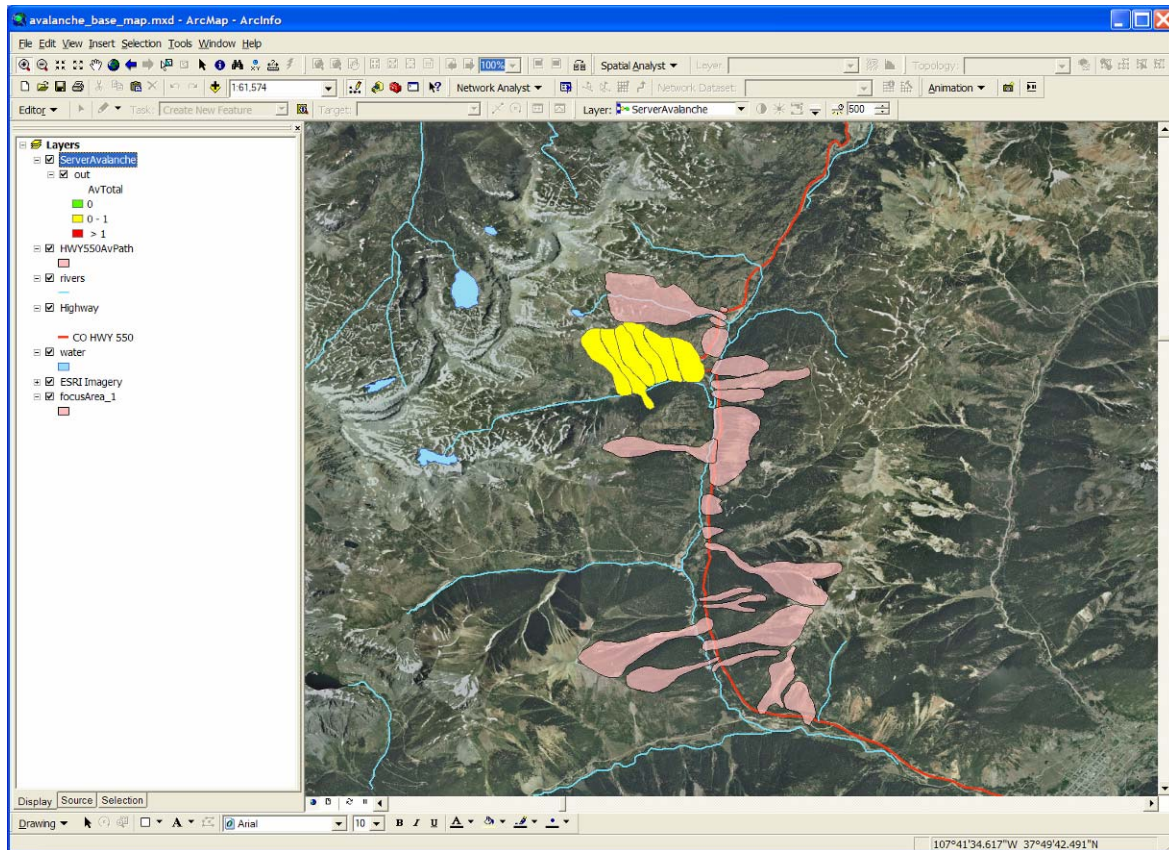 avalanche_base_map.mxd - ArcMap - ArcInfo
File Edit View Insert Selection Tools Window Help
100% Spatial Analyst Layer: Topology:
1:61,574 Network Analyst Network Dataset: Animation
Editor Task: Create New Feature Target: Layer: ServerAvalanche 500
Layers
ServerAvalanche
out
AvTotal
0
0 - 1
> 1
HWY550AvPath
rivers
Highway
CO HWY 550
water
ESRI Imagery
focusArea_1
Display Source Selection
Drawing A Arial 10 B I U A
107°41'34.617"W 37°49'42.491"N